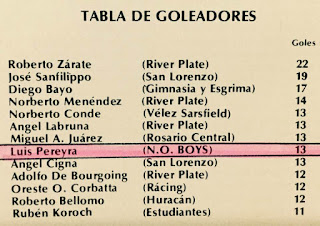 TABLA DE GOLEADORES
Goles
Roberto Zárate (River Plate) 22
José Sanfilippo (San Lorenzo) 19
Diego Bayo (Gimnasia y Esgrima) 17
Norberto Menéndez (River Plate) 14
Norberto Conde (Vélez Sarsfield) 13
Angel Labruna (River Plate) 13
Miguel A. Juárez (Rosario Central) 13
Luis Pereyra (N.O. BOYS) 13
Angel Cigna (San Lorenzo) 13
Adolfo De Bourgoing (River Plate) 12
Oreste O. Corbatta (Rácing) 12
Roberto Bellomo (Huracán) 12
Rubén Koroch (Estudiantes) 11